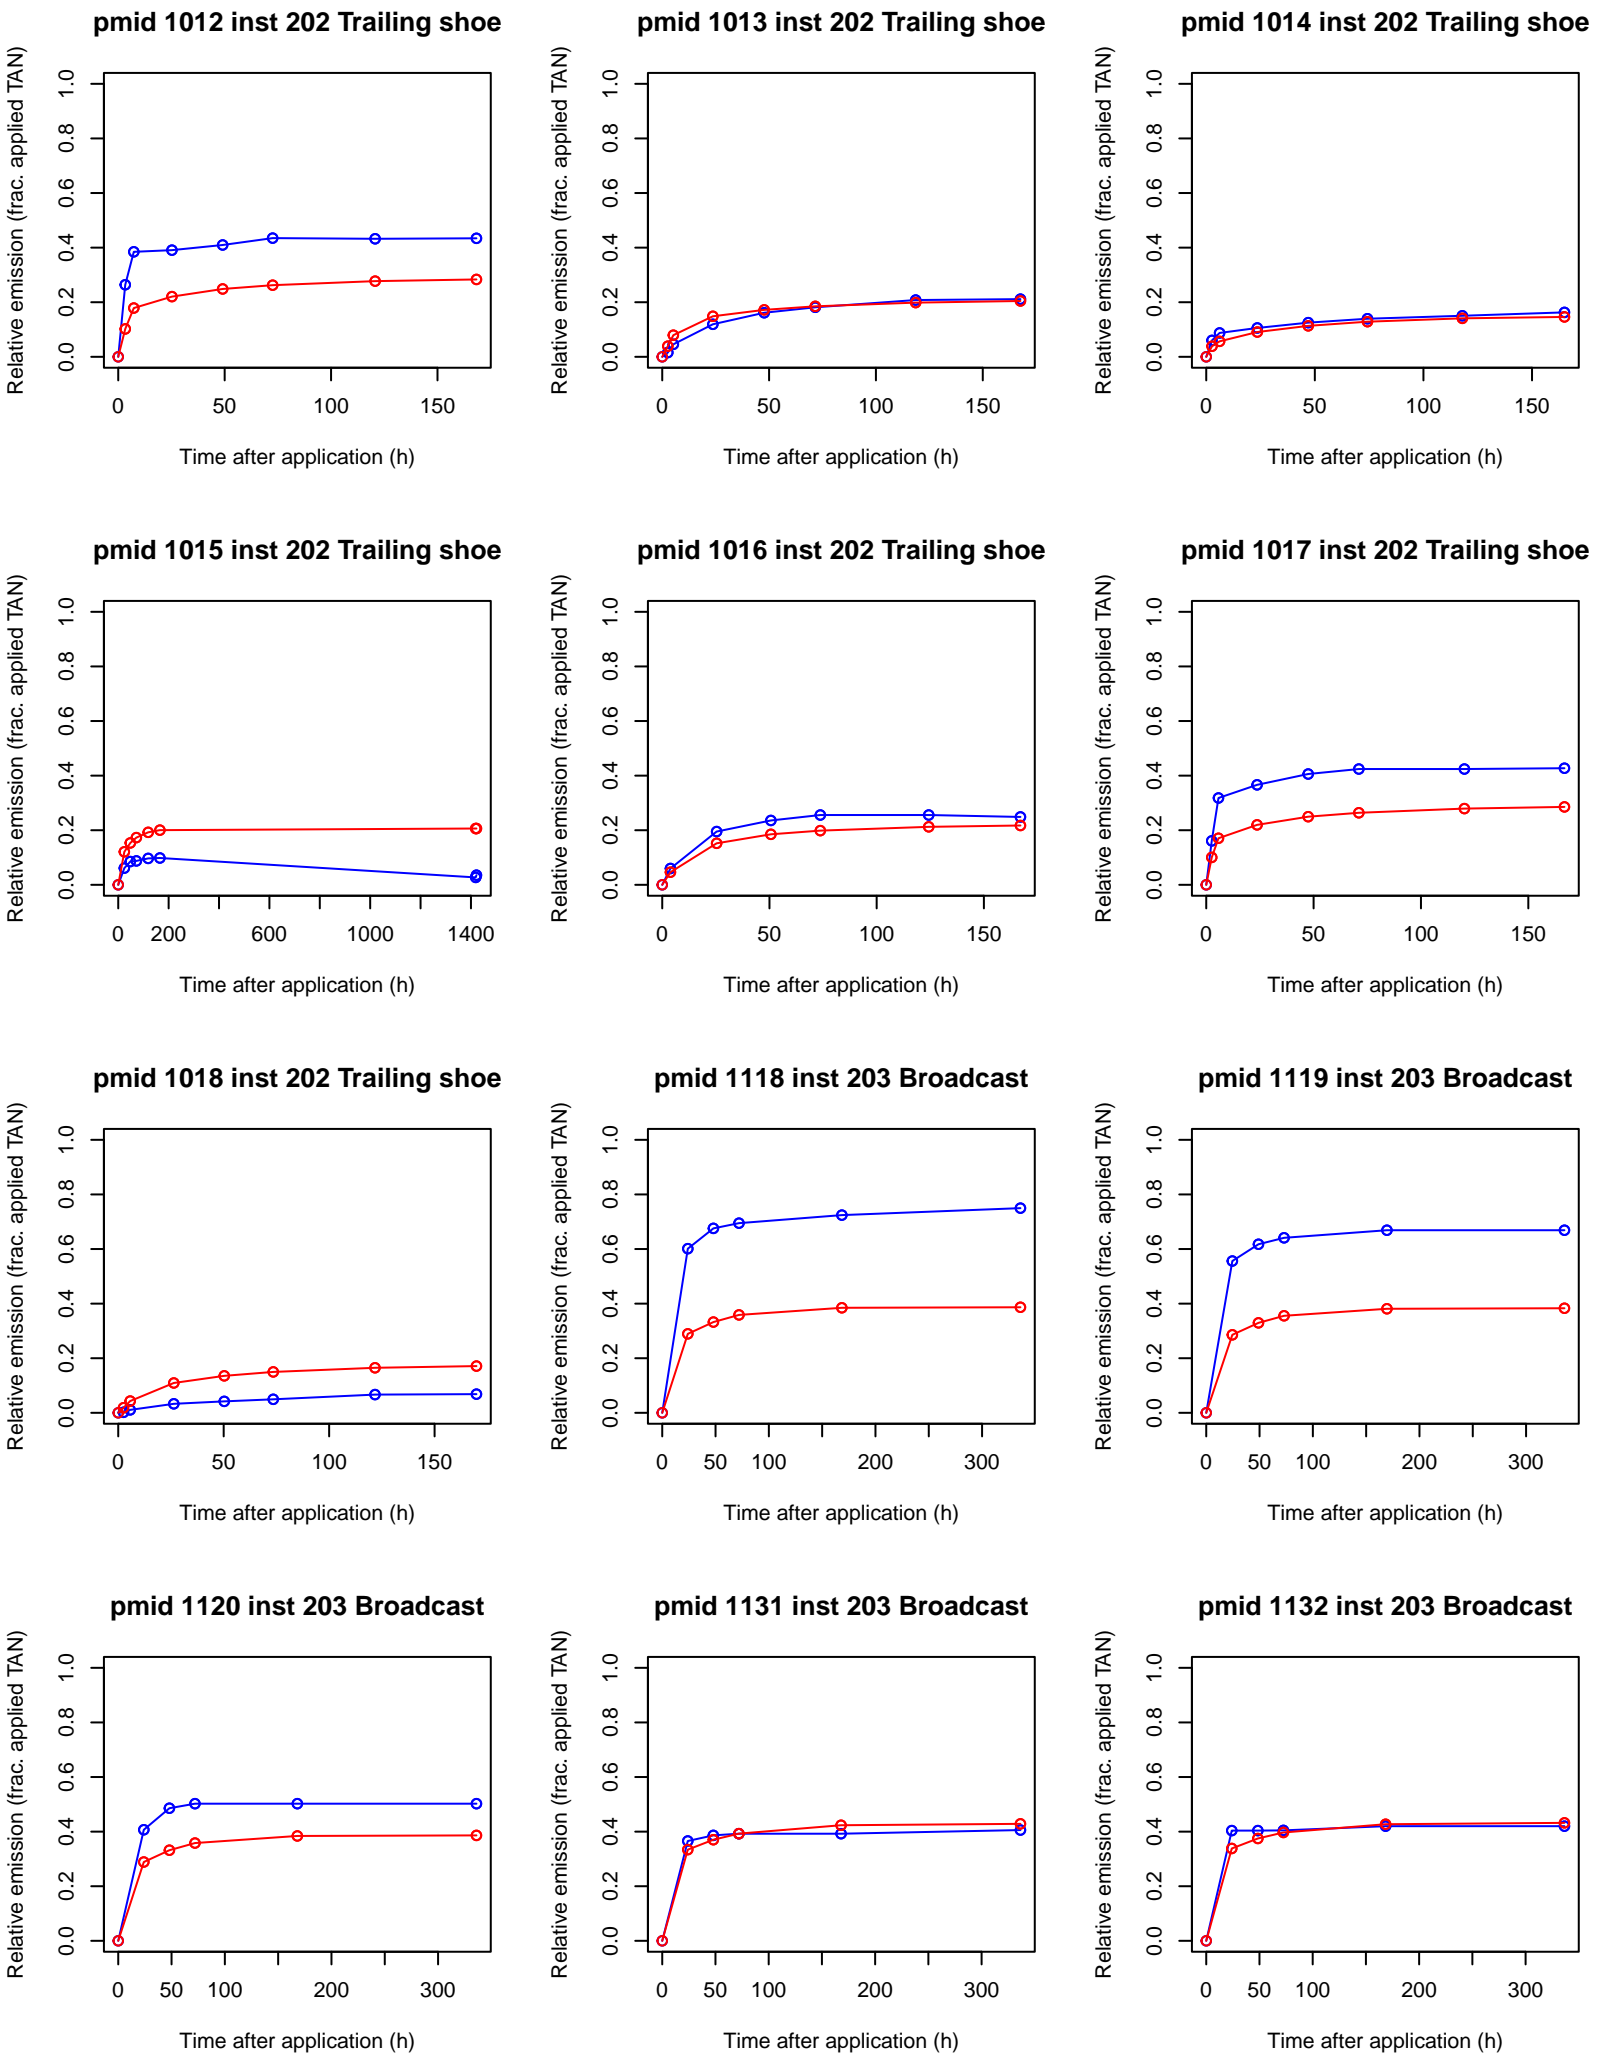 pmid 1012 inst 202 Trailing shoe
Relative emission (frac. applied TAN)
0.0 0.2 0.4 0.6 0.8 1.0
0 50 100 150
Time after application (h)
pmid 1013 inst 202 Trailing shoe
Relative emission (frac. applied TAN)
0.0 0.2 0.4 0.6 0.8 1.0
0 50 100 150
Time after application (h)
pmid 1014 inst 202 Trailing shoe
Relative emission (frac. applied TAN)
0.0 0.2 0.4 0.6 0.8 1.0
0 50 100 150
Time after application (h)
pmid 1015 inst 202 Trailing shoe
Relative emission (frac. applied TAN)
0.0 0.2 0.4 0.6 0.8 1.0
0 200 600 1000 1400
Time after application (h)
pmid 1016 inst 202 Trailing shoe
Relative emission (frac. applied TAN)
0.0 0.2 0.4 0.6 0.8 1.0
0 50 100 150
Time after application (h)
pmid 1017 inst 202 Trailing shoe
Relative emission (frac. applied TAN)
0.0 0.2 0.4 0.6 0.8 1.0
0 50 100 150
Time after application (h)
pmid 1018 inst 202 Trailing shoe
Relative emission (frac. applied TAN)
0.0 0.2 0.4 0.6 0.8 1.0
0 50 100 150
Time after application (h)
pmid 1118 inst 203 Broadcast
Relative emission (frac. applied TAN)
0.0 0.2 0.4 0.6 0.8 1.0
0 50 100 200 300
Time after application (h)
pmid 1119 inst 203 Broadcast
Relative emission (frac. applied TAN)
0.0 0.2 0.4 0.6 0.8 1.0
0 50 100 200 300
Time after application (h)
pmid 1120 inst 203 Broadcast
Relative emission (frac. applied TAN)
0.0 0.2 0.4 0.6 0.8 1.0
0 50 100 200 300
Time after application (h)
pmid 1131 inst 203 Broadcast
Relative emission (frac. applied TAN)
0.0 0.2 0.4 0.6 0.8 1.0
0 50 100 200 300
Time after application (h)
pmid 1132 inst 203 Broadcast
Relative emission (frac. applied TAN)
0.0 0.2 0.4 0.6 0.8 1.0
0 50 100 200 300
Time after application (h)